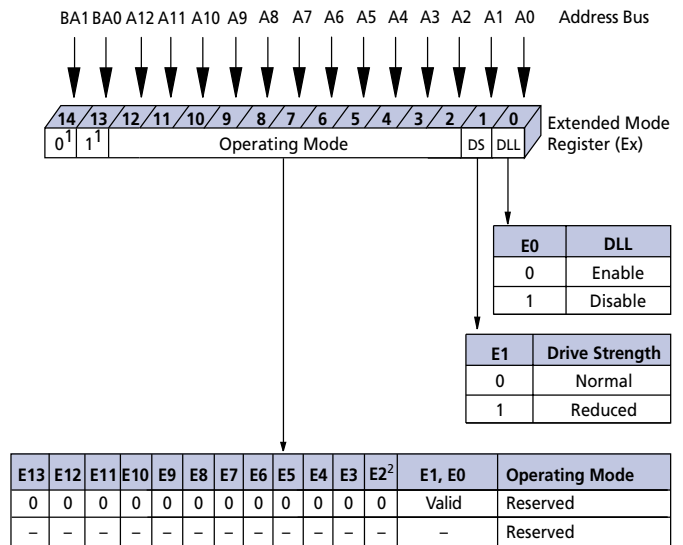 BA1 BA0 A12 A11 A10 A9 A8 A7 A6 A5 A4 A3 A2 A1 A0 Address Bus
14 13 12 11 10 9 8 7 6 5 4 3 2 1 0
Extended Mode
Register (Ex)
0¹ 1¹ Operating Mode DS DLL
E0 DLL
0 Enable
1 Disable
E1 Drive Strength
0 Normal
1 Reduced
E13 E12 E11 E10 E9 E8 E7 E6 E5 E4 E3 E2² E1, E0 Operating Mode
0 0 0 0 0 0 0 0 0 0 0 0 Valid Reserved
– – – – – – – – – – – – – Reserved